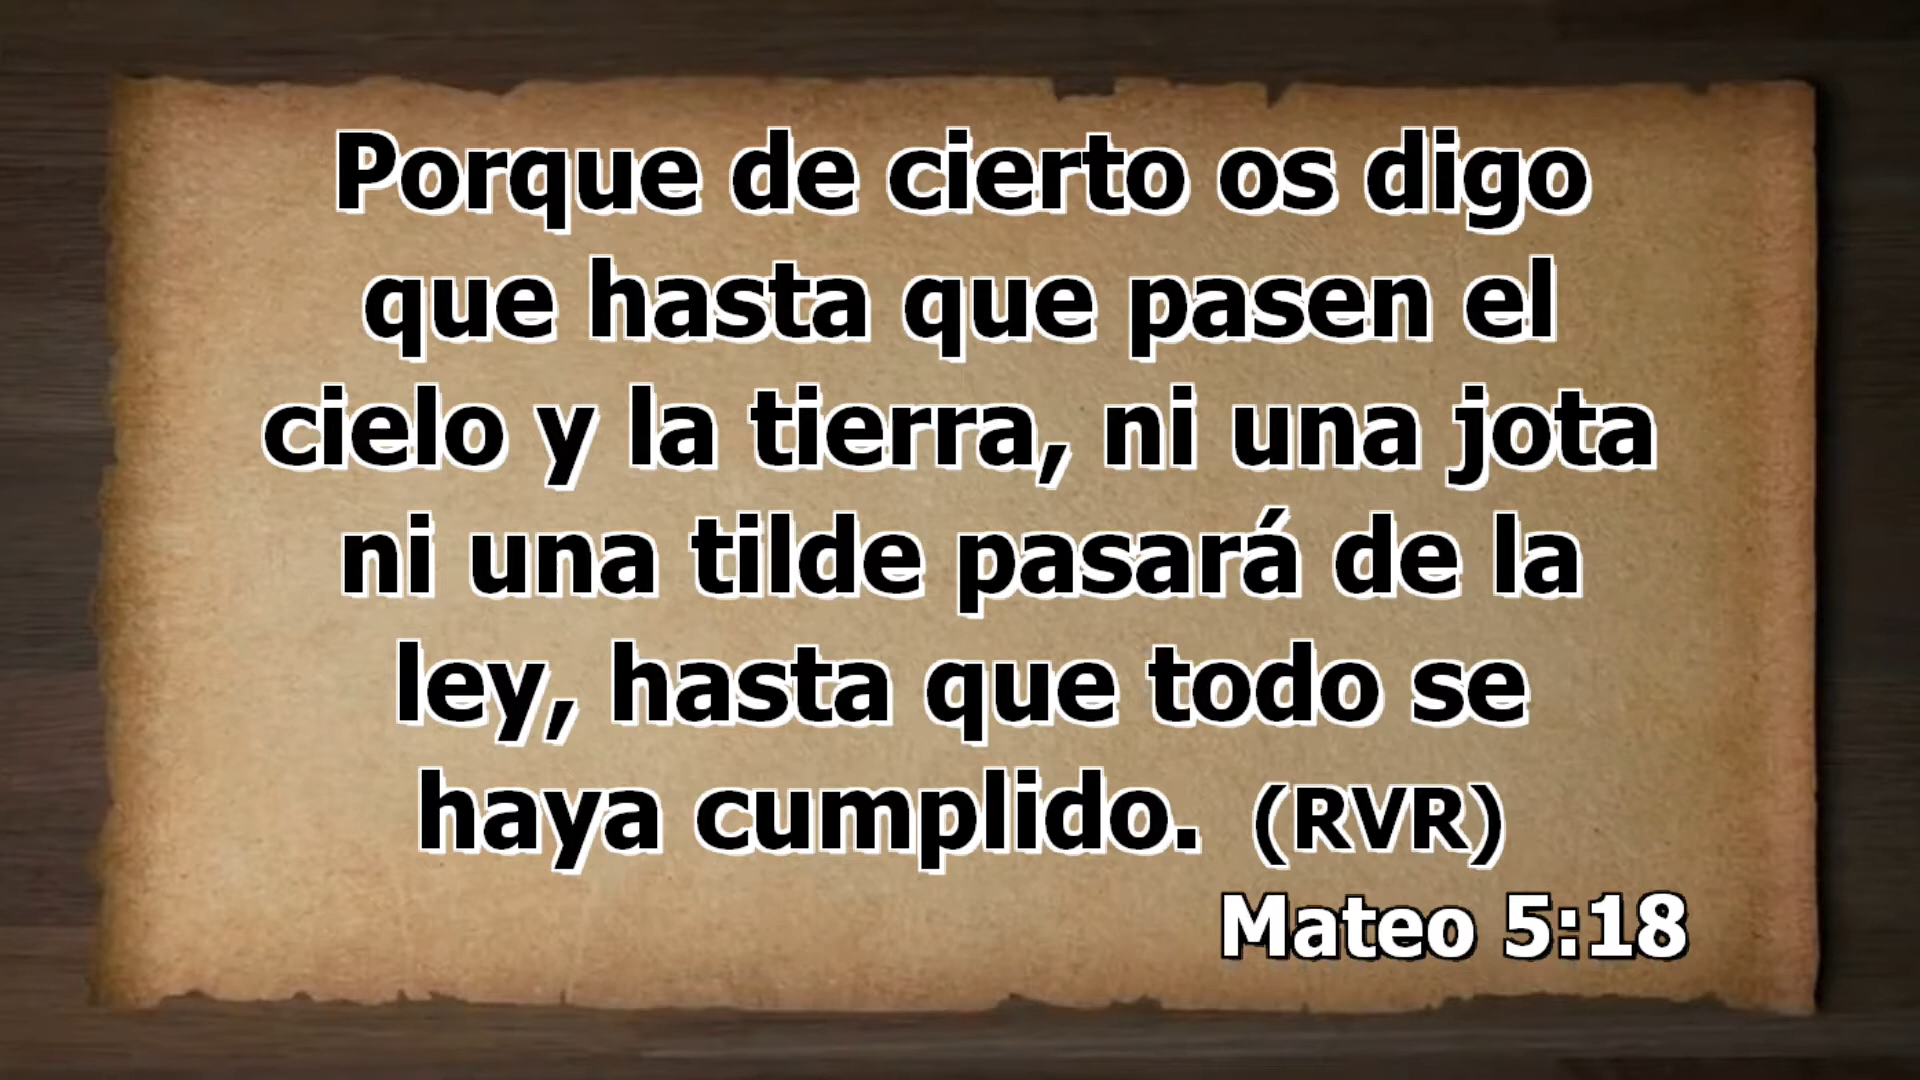 Porque de cierto os digo
que hasta que pasen el
cielo y la tierra, ni una jota
ni una tilde pasará de la
ley, hasta que todo se
haya cumplido. (RVR)
Mateo 5:18